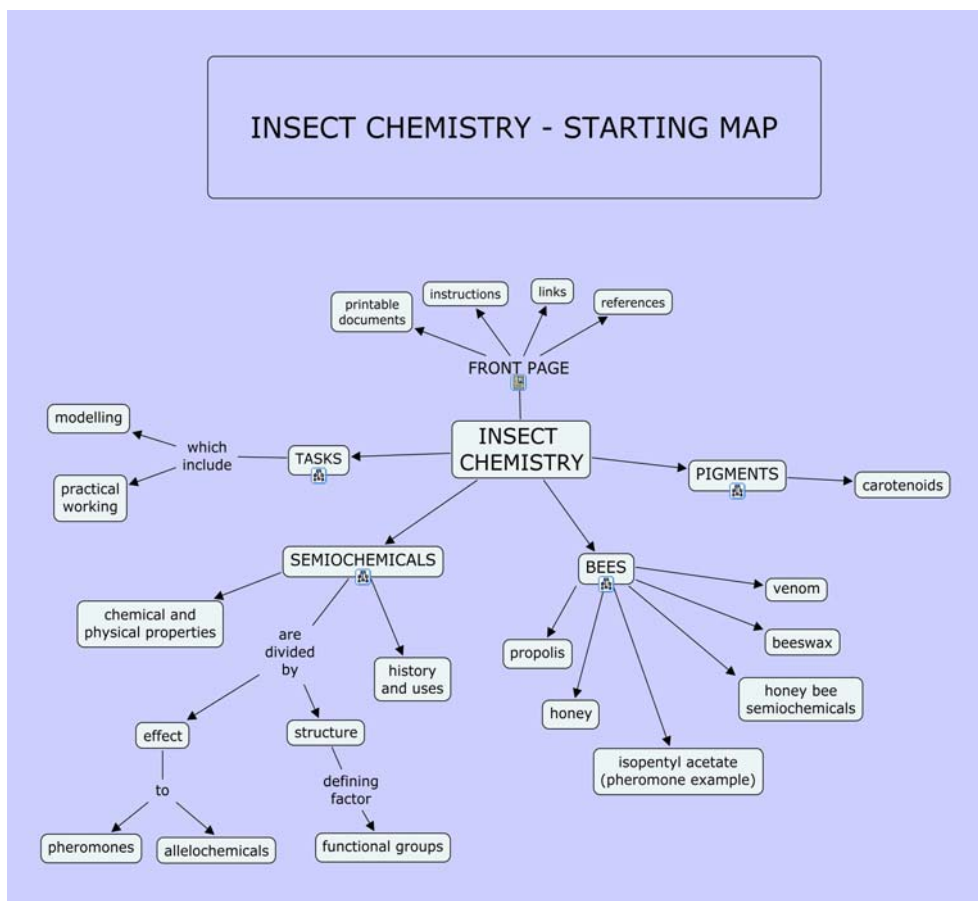 INSECT CHEMISTRY - STARTING MAP
printable
documents
instructions
links
references
FRONT PAGE
INSECT
CHEMISTRY
modelling
which
include
TASKS
practical
working
PIGMENTS
carotenoids
SEMIOCHEMICALS
chemical and
physical properties
are
divided
by
history
and uses
effect
structure
to
defining
factor
pheromones
allelochemicals
functional groups
BEES
venom
beeswax
propolis
honey bee
semiochemicals
honey
isopentyl acetate
(pheromone example)